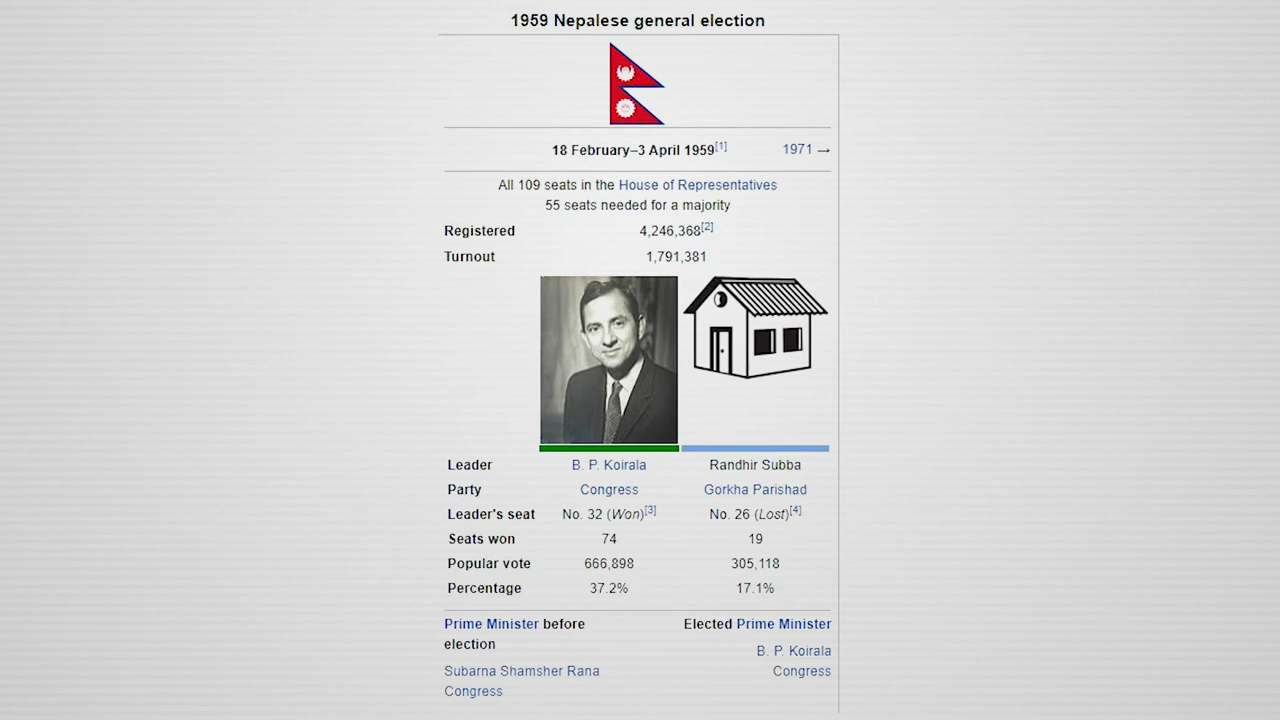 1959 Nepalese general election
18 February–3 April 1959[1] 1971 →
All 109 seats in the House of Representatives
55 seats needed for a majority
Registered 4,246,368[2]
Turnout 1,791,381
Leader B. P. Koirala Randhir Subba
Party Congress Gorkha Parishad
Leader's seat No. 32 (Won)[3] No. 26 (Lost)[4]
Seats won 74 19
Popular vote 666,898 305,118
Percentage 37.2% 17.1%
Prime Minister before
election
Subarna Shamsher Rana
Congress
Elected Prime Minister
B. P. Koirala
Congress